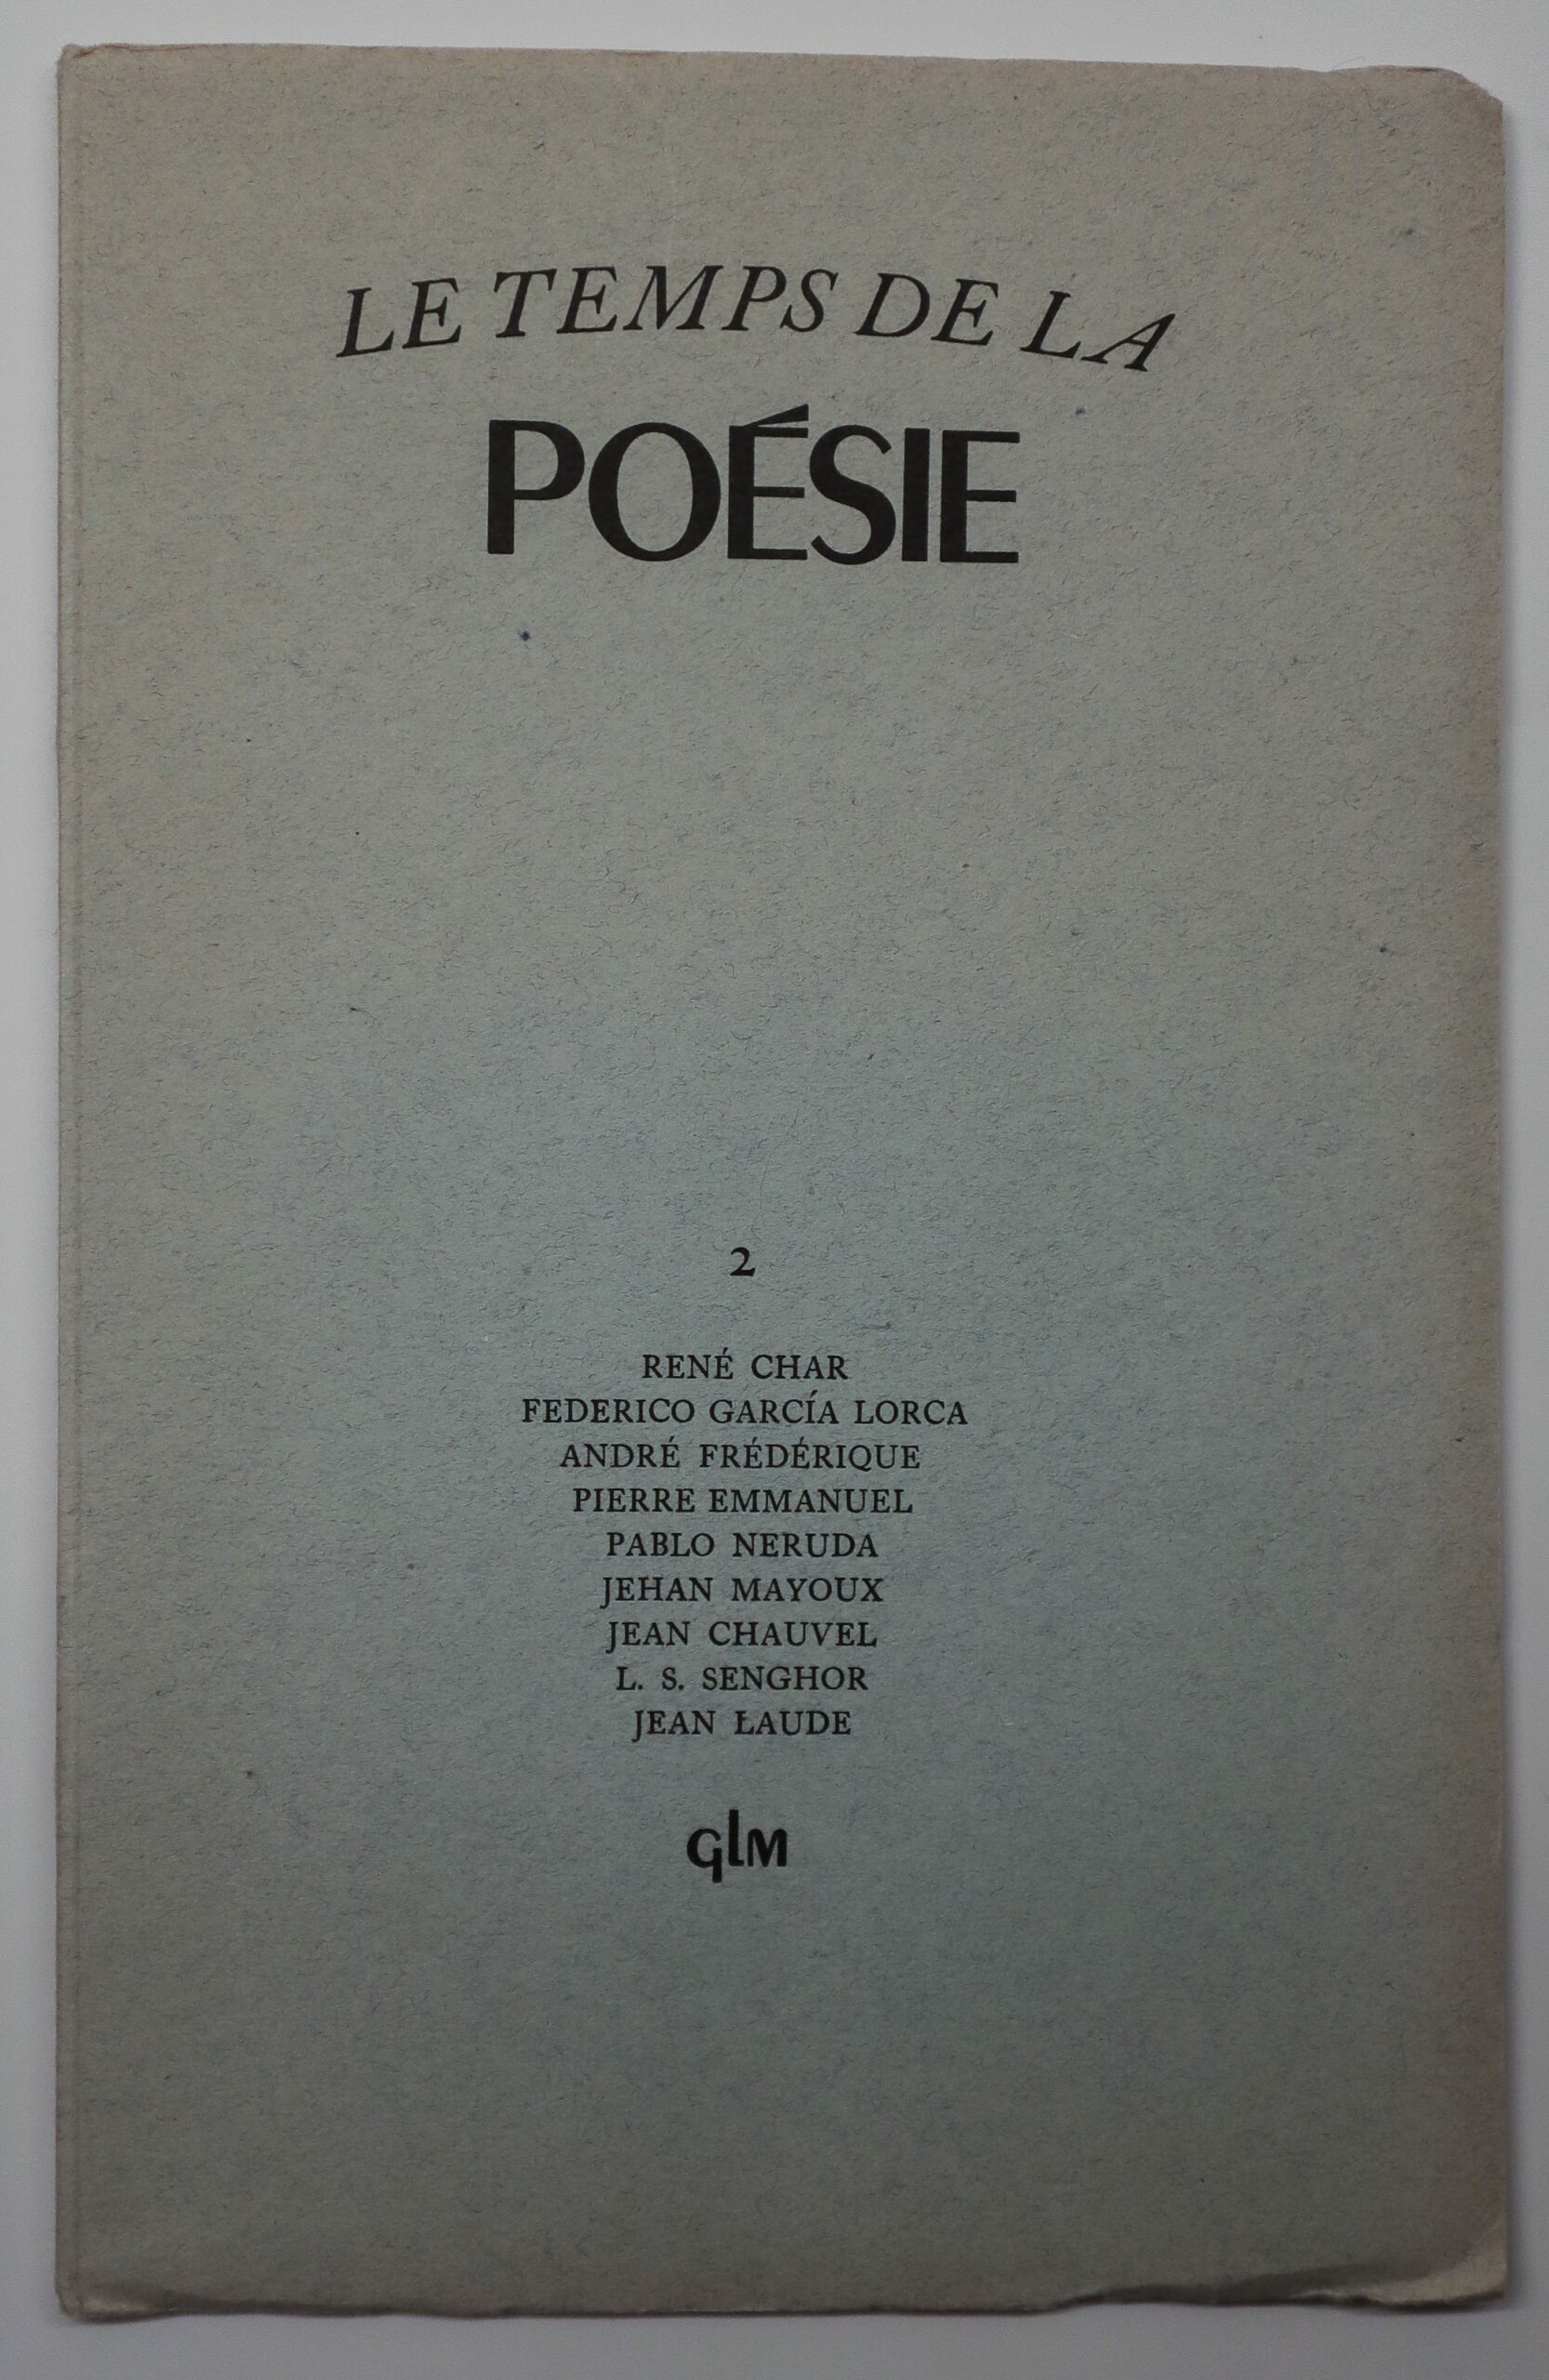 LE TEMPS DE LA
POÉSIE
2
RENÉ CHAR
FEDERICO GARCÍA LORCA
ANDRÉ FRÉDÉRIQUE
PIERRE EMMANUEL
PABLO NERUDA
JEHAN MAYOUX
JEAN CHAUVEL
L. S. SENGHOR
JEAN LAUDE
GLM